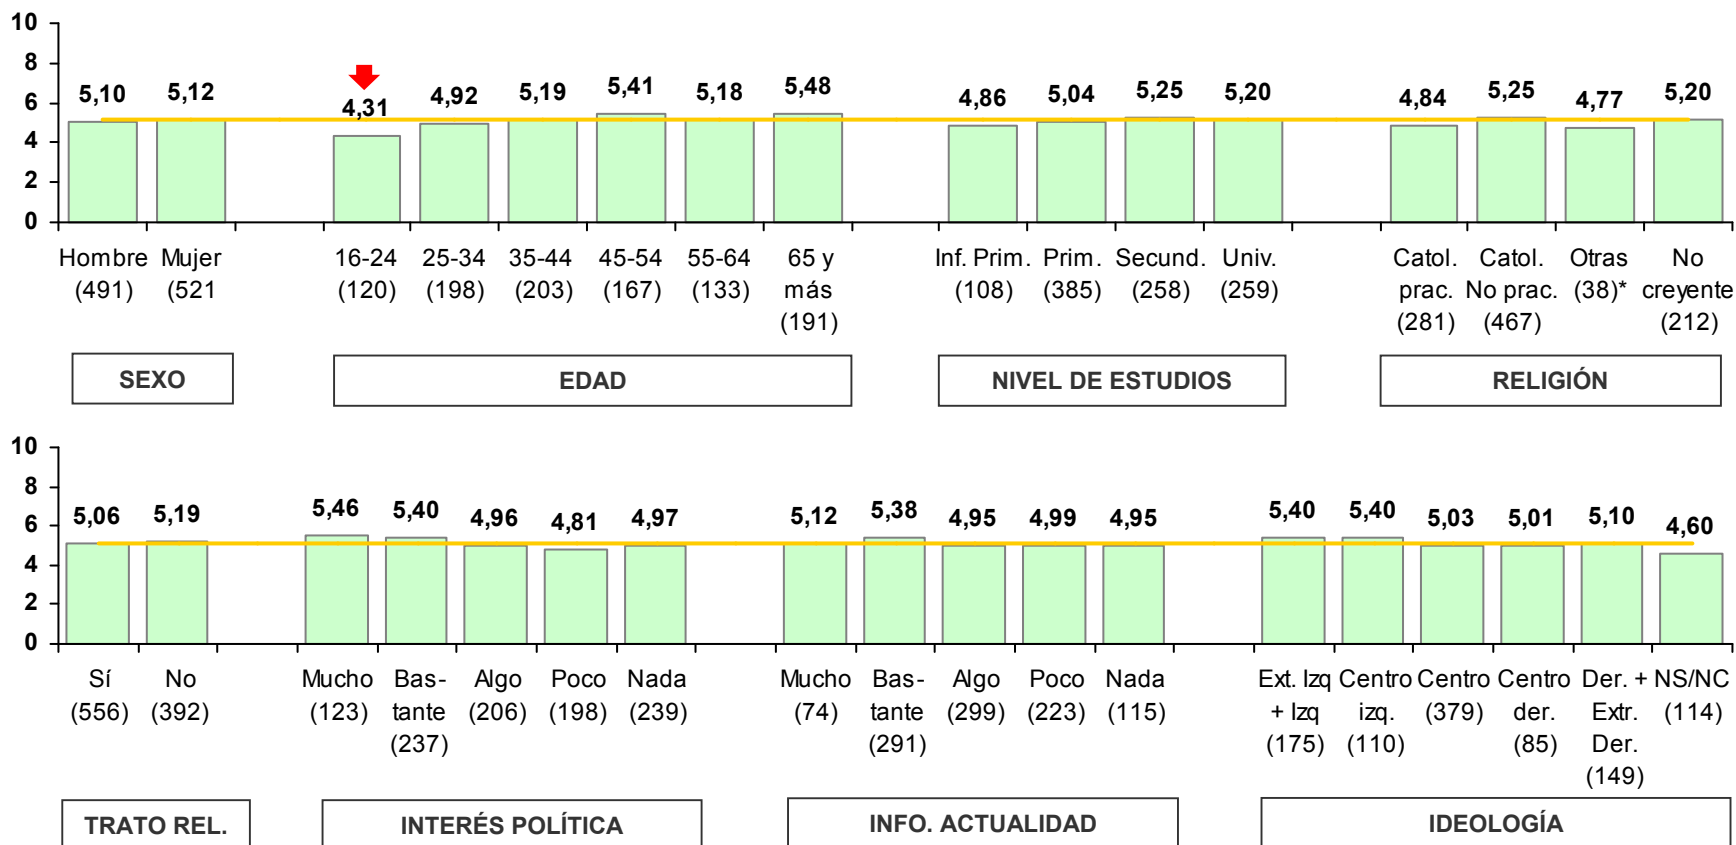 10
8
6
4
2
0
5,10 5,12 4,31 4,92 5,19 5,41 5,18 5,48 4,86 5,04 5,25 5,20 4,84 5,25 4,77 5,20
Hombre Mujer 16-24 25-34 35-44 45-54 55-64 65 y Inf. Prim. Prim. Secund. Univ. Catol. Catol. Otras No
(491) (521 (120) (198) (203) (167) (133) más (108) (385) (258) (259) prac. No prac. (38)* creyente
(191) (281) (467) (212)
SEXO EDAD NIVEL DE ESTUDIOS RELIGIÓN
10
8
6
4
2
0
5,06 5,19 5,46 5,40 4,96 4,81 4,97 5,12 5,38 4,95 4,99 4,95 5,40 5,40 5,03 5,01 5,10 4,60
Sí No Mucho Bas- Algo Poco Nada Mucho Bas- Algo Poco Nada Ext. Izq Centro Centro Centro Der. + NS/NC
(556) (392) (123) tante (206) (198) (239) (74) tante (299) (223) (115) + Izq izq. (379) der. Extr. (114)
(237) (291) (175) (110) (85) Der.
(149)
TRATO REL. INTERÉS POLÍTICA INFO. ACTUALIDAD IDEOLOGÍA